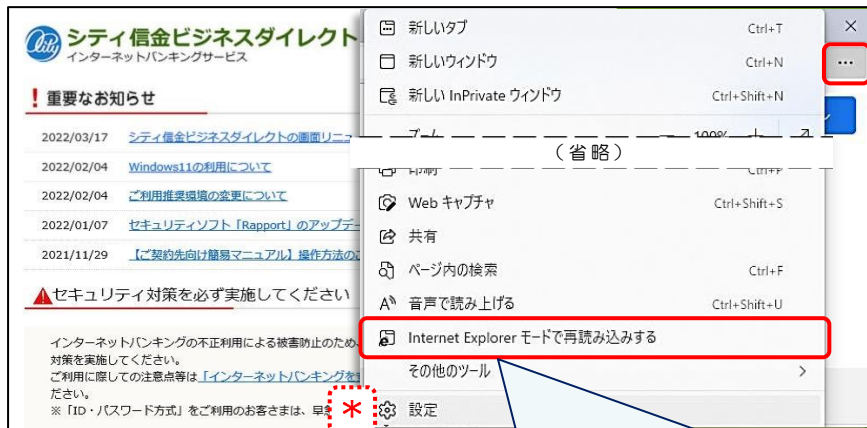 City
シティ信金ビジネスダイレクト
インターネットバンキングサービス
!重要なお知らせ
2022/03/17 シティ信金ビジネスダイレクトの画面リニュ
2022/02/04 Windows11の利用について
2022/02/04 ご利用推奨環境の変更について
2022/01/07 セキュリティソフト「Rapport」のアップデー
2021/11/29 【ご契約先向け簡易マニュアル】操作方法のご
セキュリティ対策を必ず実施してください
インターネットバンキングの不正利用による被害防止のため、
対策を実施してください。
ご利用に際しての注意点等は「インターネットバンキングを
ださい。
※「ID・パスワード方式」をご利用のお客さまは、早
*
新しいタブ Ctrl+T
新しいウィンドウ Ctrl+N
新しい InPrivate ウィンドウ Ctrl+Shift+N
ズーム 100% +
(省略)
印刷 Ctrl+P
Web キャプチャ Ctrl+Shift+S
共有
ページ内の検索 Ctrl+F
音声で読み上げる Ctrl+Shift+U
Internet Explorer モードで再読み込みする
その他のツール >
設定